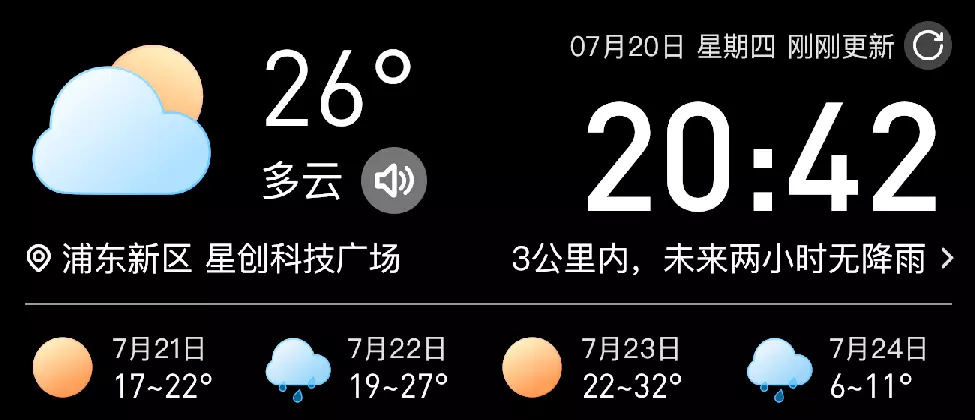 26°
多云
07月20日 星期四 刚刚更新
20:42
浦东新区 星创科技广场
3公里内，未来两小时无降雨
7月21日
17~22°
7月22日
19~27°
7月23日
22~32°
7月24日
6~11°